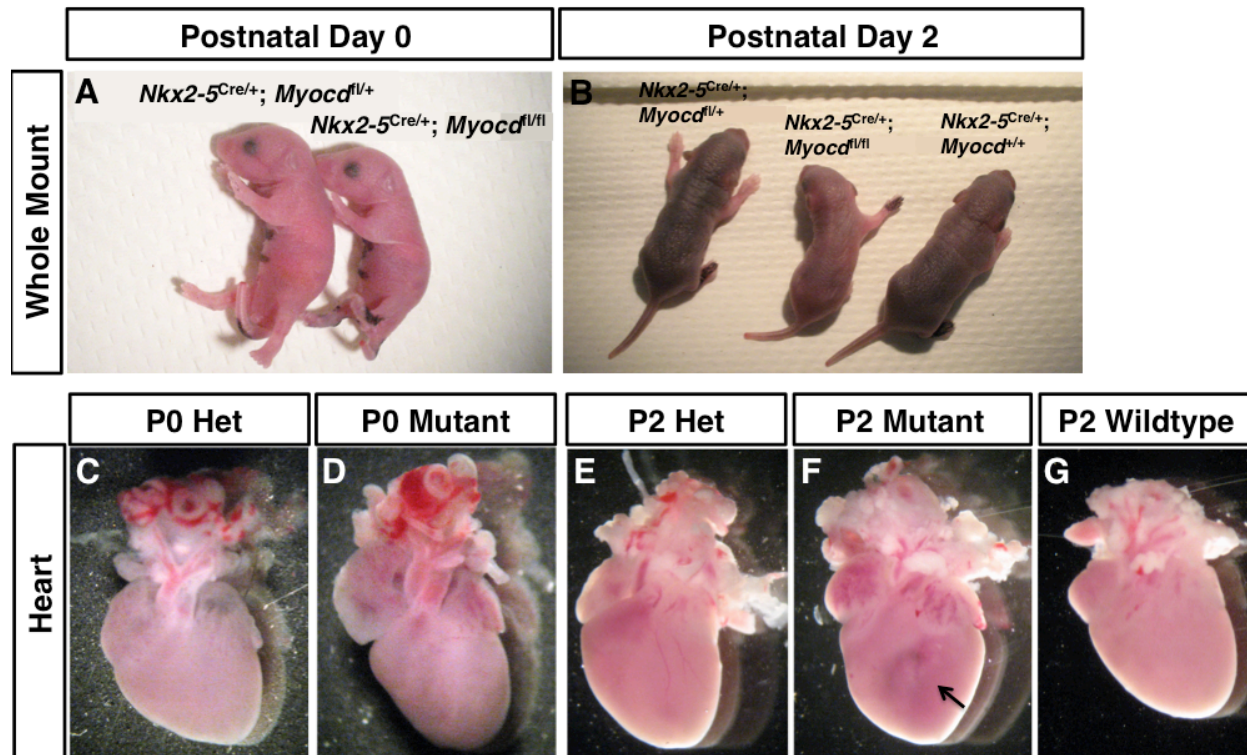 Postnatal Day 0
Postnatal Day 2
Whole Mount
A
Nkx2-5Cre/+; Myocdfl/+
Nkx2-5Cre/+; Myocdfl/fl
B
Nkx2-5Cre/+;
Myocdfl/+
Nkx2-5Cre/+;
Myocdfl/fl
Nkx2-5Cre/+;
Myocd+/+
P0 Het
P0 Mutant
P2 Het
P2 Mutant
P2 Wildtype
Heart
C
D
E
F
G